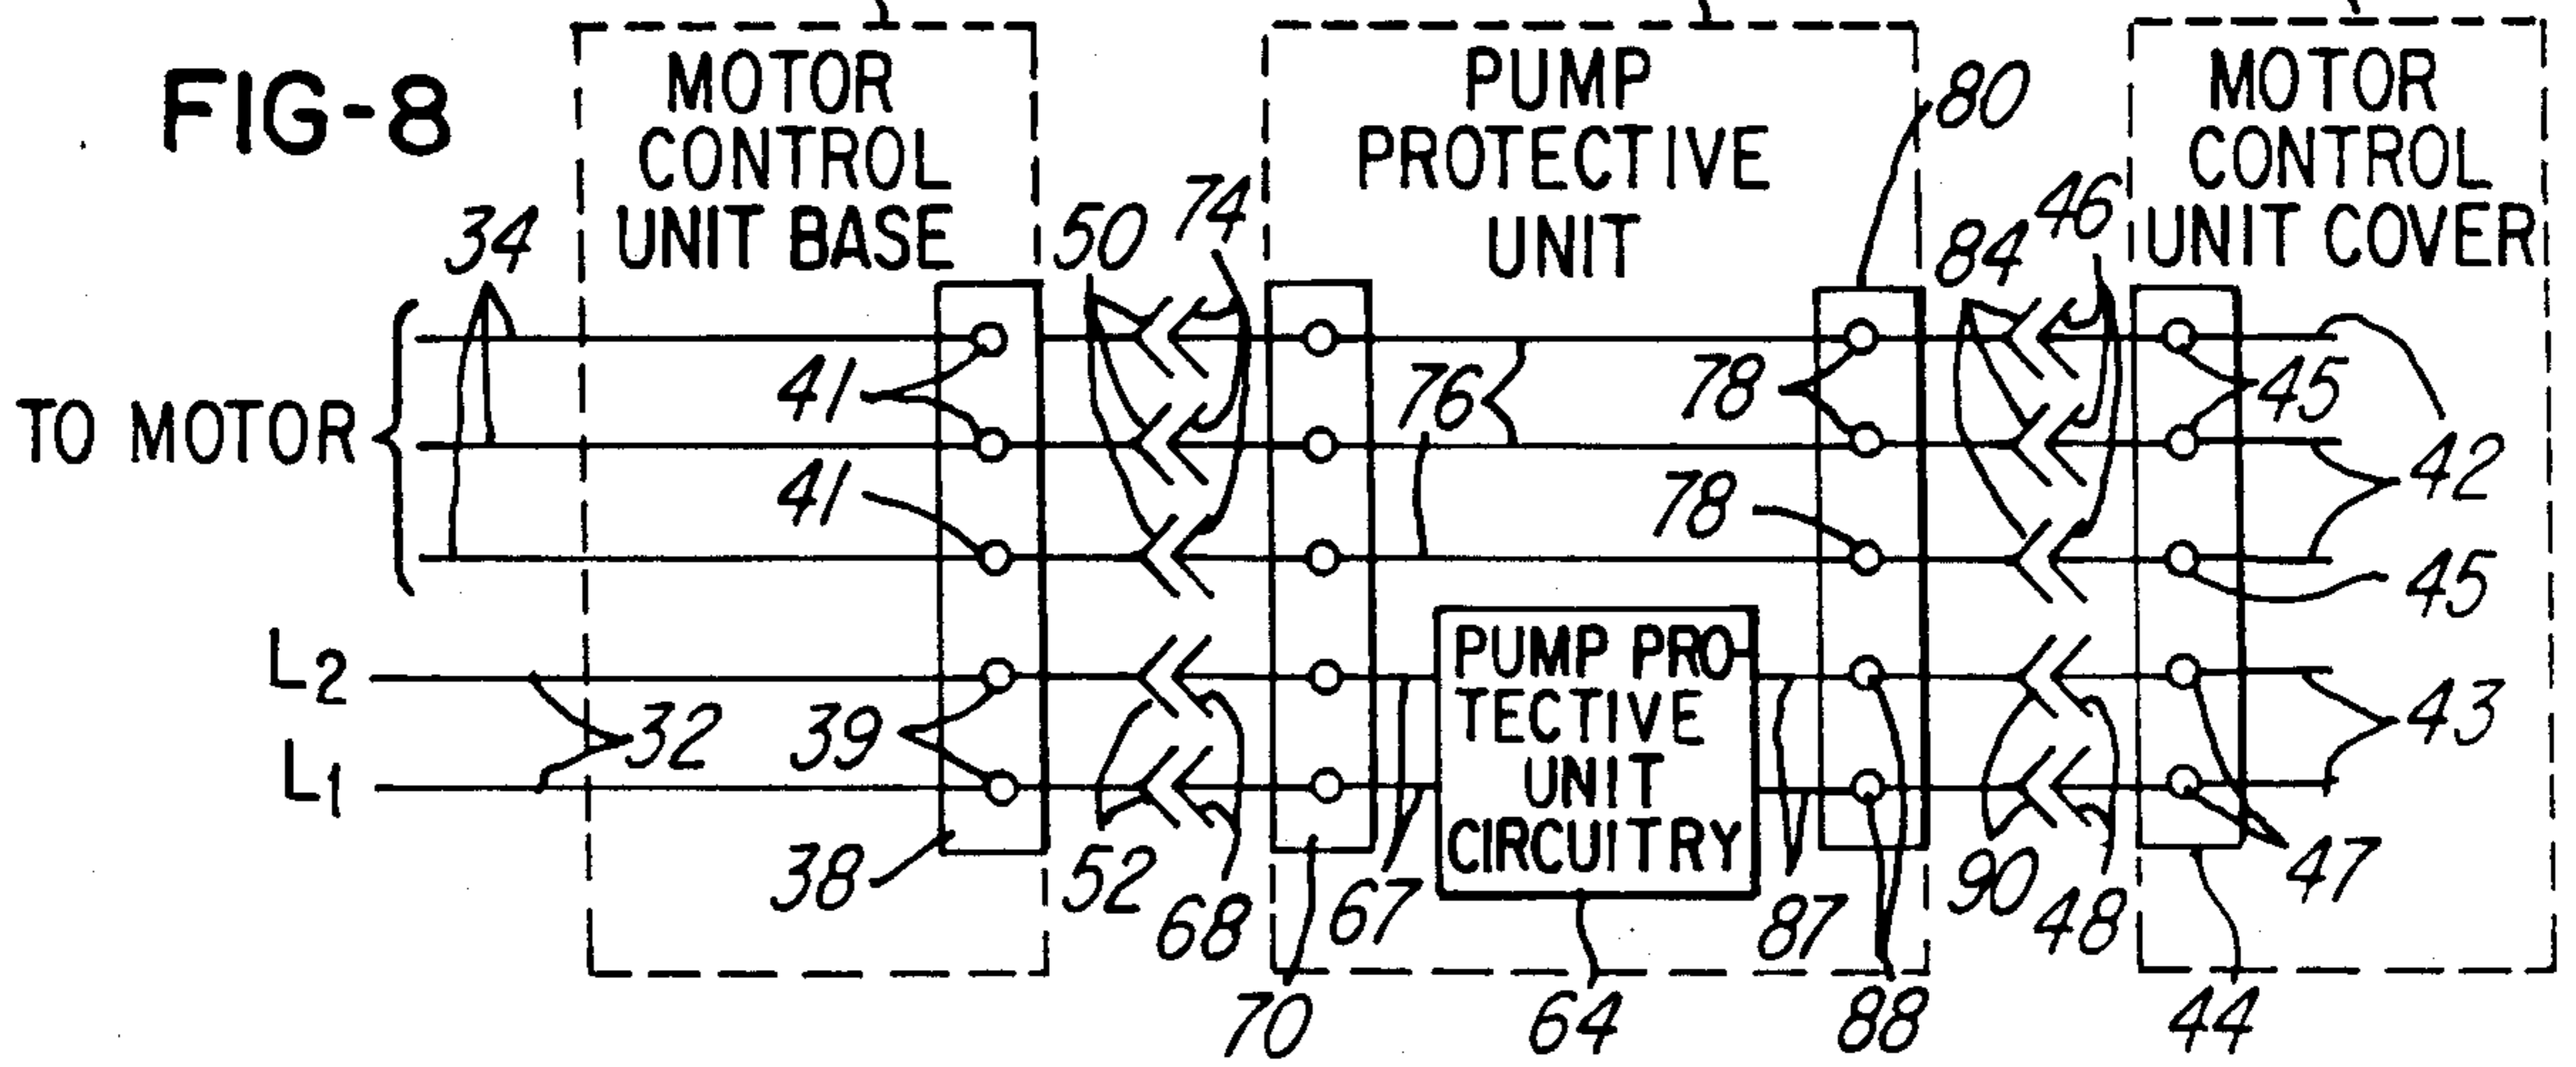 FIG-8
MOTOR
CONTROL
UNIT BASE
PUMP
PROTECTIVE
UNIT
80
MOTOR
CONTROL
UNIT COVER
34
50
74
84
46
41
76
78
45
TO MOTOR
42
41
78
45
L2
32
39
PUMP PRO-
TECTIVE
UNIT
CIRCUITRY
43
L1
38
52
68
67
87
90
48
47
70
64
88
44